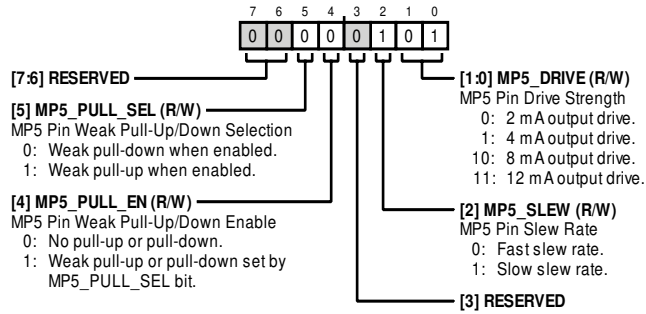 7 6 5 4 3 2 1 0
0 0 0 0 0 1 0 1
[7:6] RESERVED
[5] MP5_PULL_SEL (R/W)
MP5 Pin Weak Pull-Up/Down Selection
0: Weak pull-down when enabled.
1: Weak pull-up when enabled.
[4] MP5_PULL_EN (R/W)
MP5 Pin Weak Pull-Up/Down Enable
0: No pull-up or pull-down.
1: Weak pull-up or pull-down set by
MP5_PULL_SEL bit.
[1:0] MP5_DRIVE (R/W)
MP5 Pin Drive Strength
0: 2 mA output drive.
1: 4 mA output drive.
10: 8 mA output drive.
11: 12 mA output drive.
[2] MP5_SLEW (R/W)
MP5 Pin Slew Rate
0: Fast slew rate.
1: Slow slew rate.
[3] RESERVED